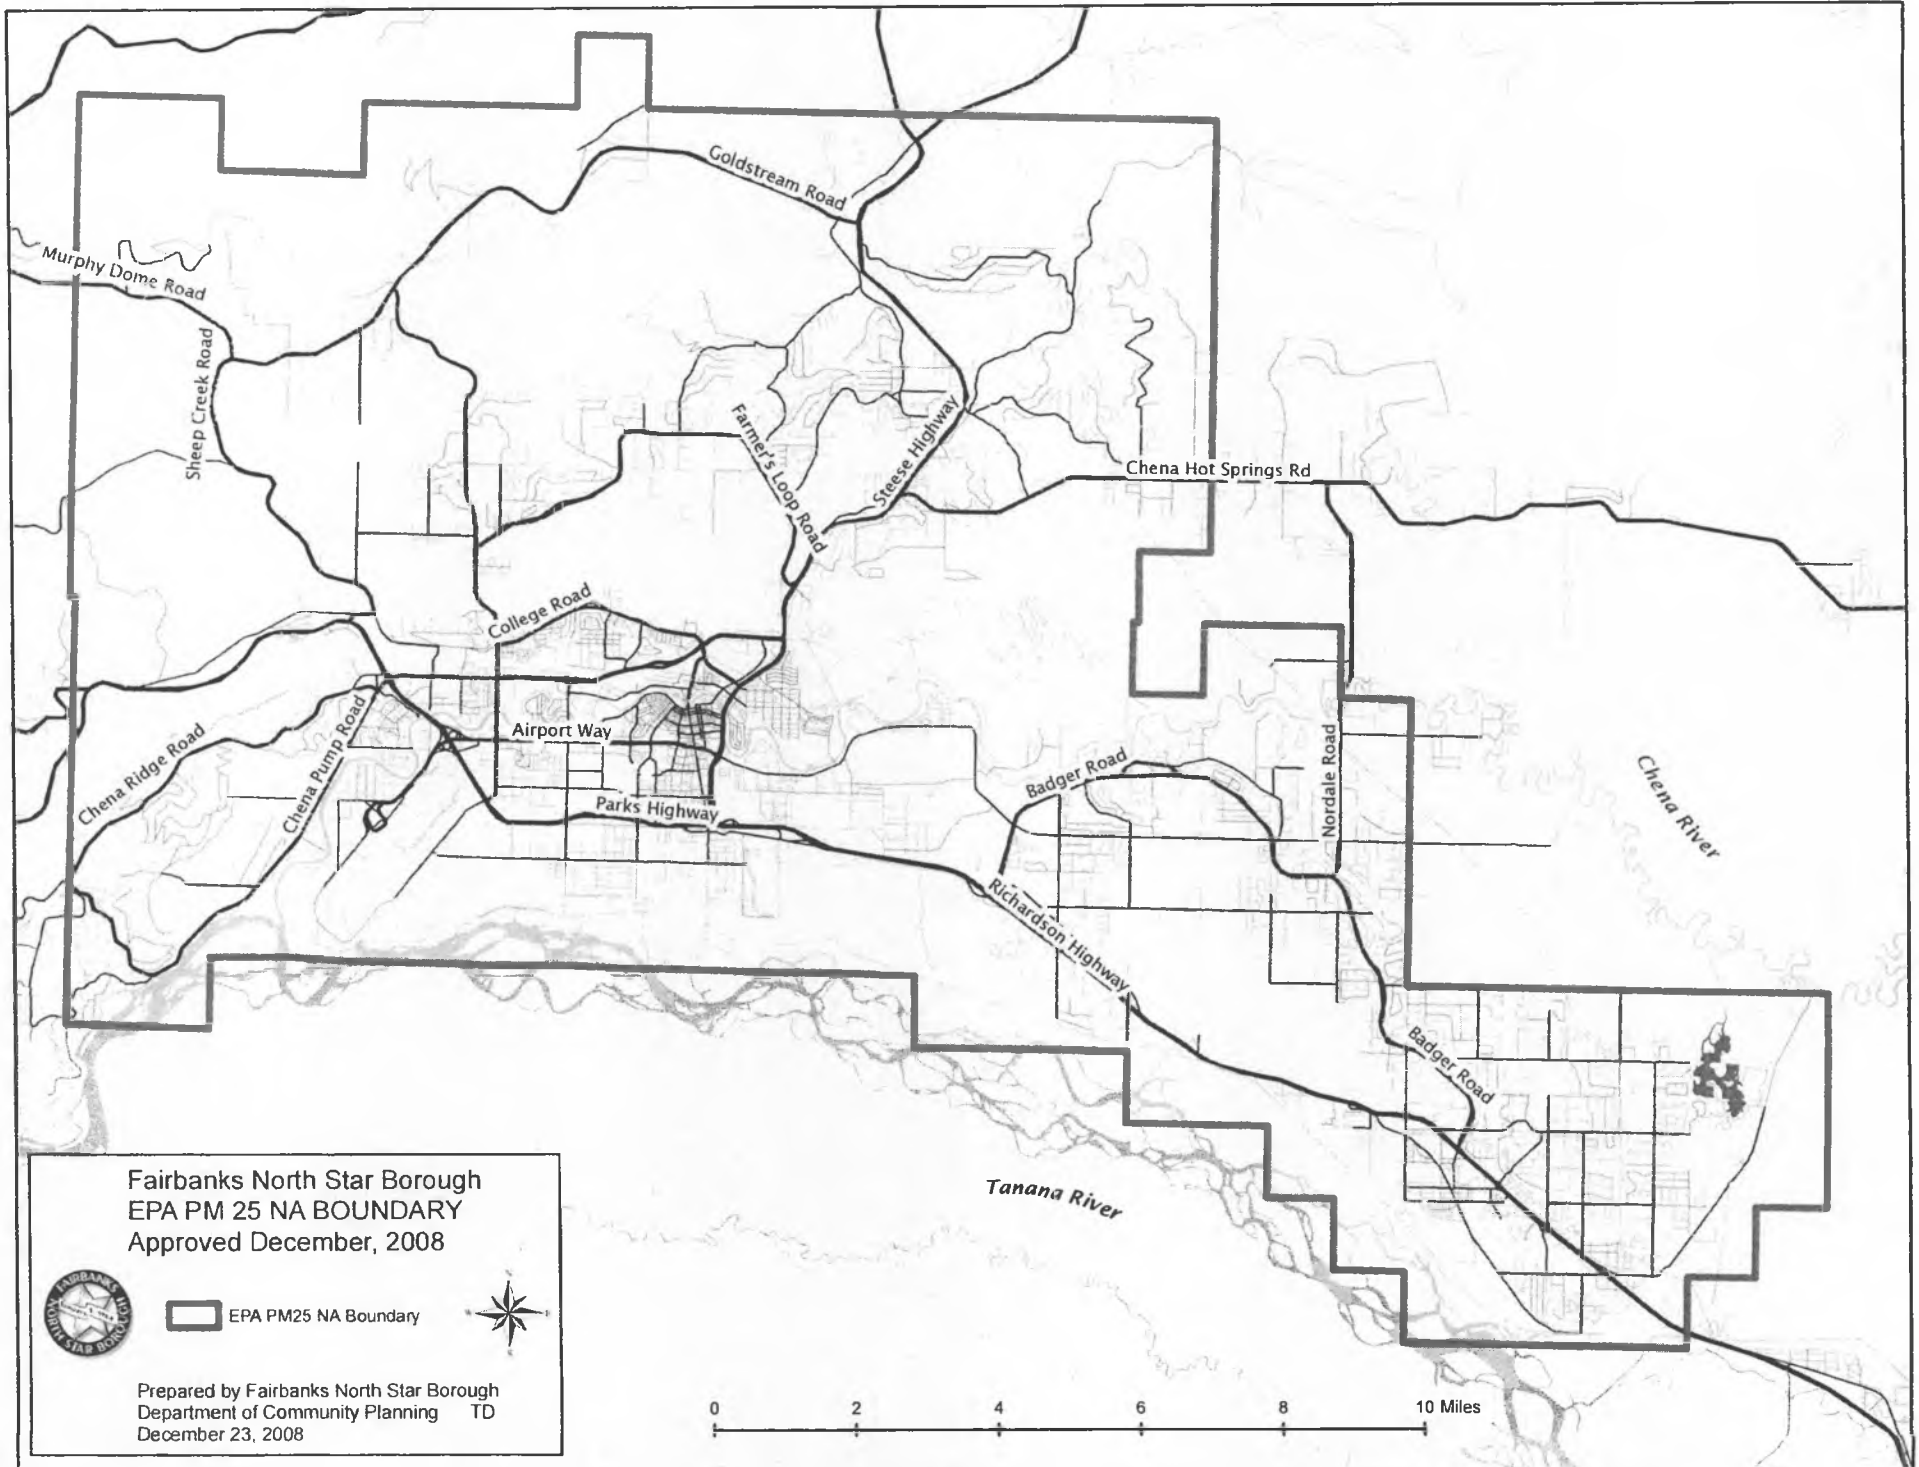 Goldstream Road
Murphy Dome Road
Sheep Creek Road
Farmer's Loop Road
Steese Highway
Chena Hot Springs Rd
College Road
Airport Way
Chena Ridge Road
Chena Pump Road
Parks Highway
Badger Road
Nordale Road
Chena River
Richardson Highway
Badger Road
Tanana River
Fairbanks North Star Borough
EPA PM 25 NA BOUNDARY
Approved December, 2008
FAIRBANKS
NORTH STAR BOROUGH
EPA PM25 NA Boundary
Prepared by Fairbanks North Star Borough
Department of Community Planning TD
December 23, 2008
0 2 4 6 8 10 Miles